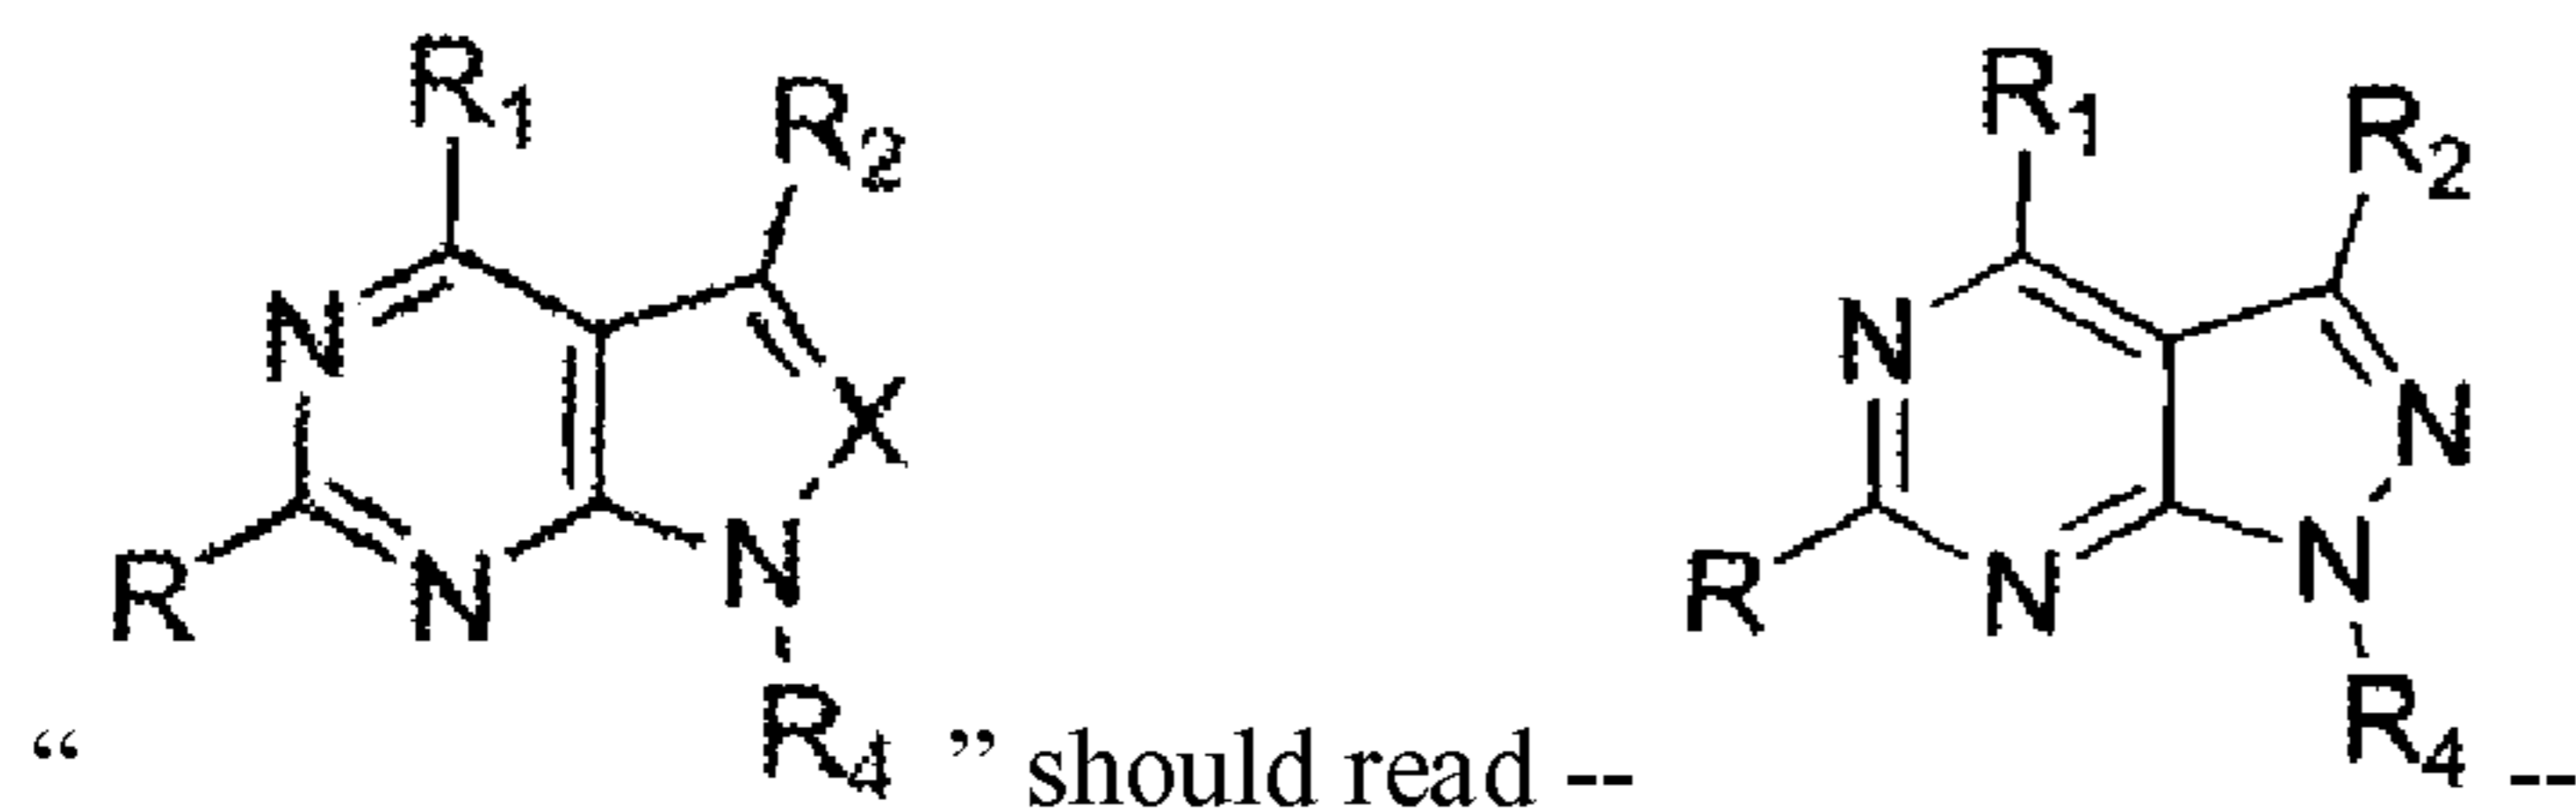 R1 R2 R1 R2
N X N N
R N N R N N
“ R4 ” should read -- R4 --